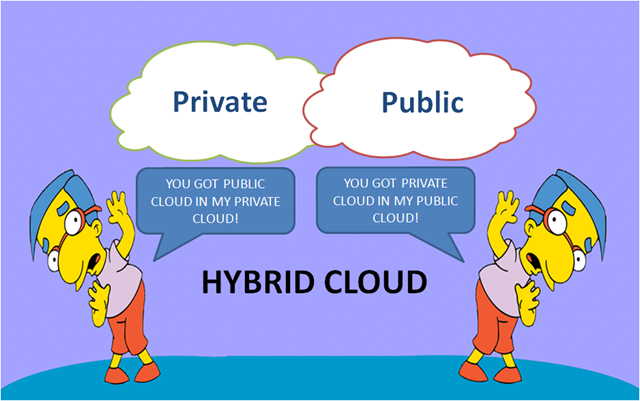 Private
Public
YOU GOT PUBLIC
CLOUD IN MY PRIVATE
CLOUD!
YOU GOT PRIVATE
CLOUD IN MY PUBLIC
CLOUD!
HYBRID CLOUD